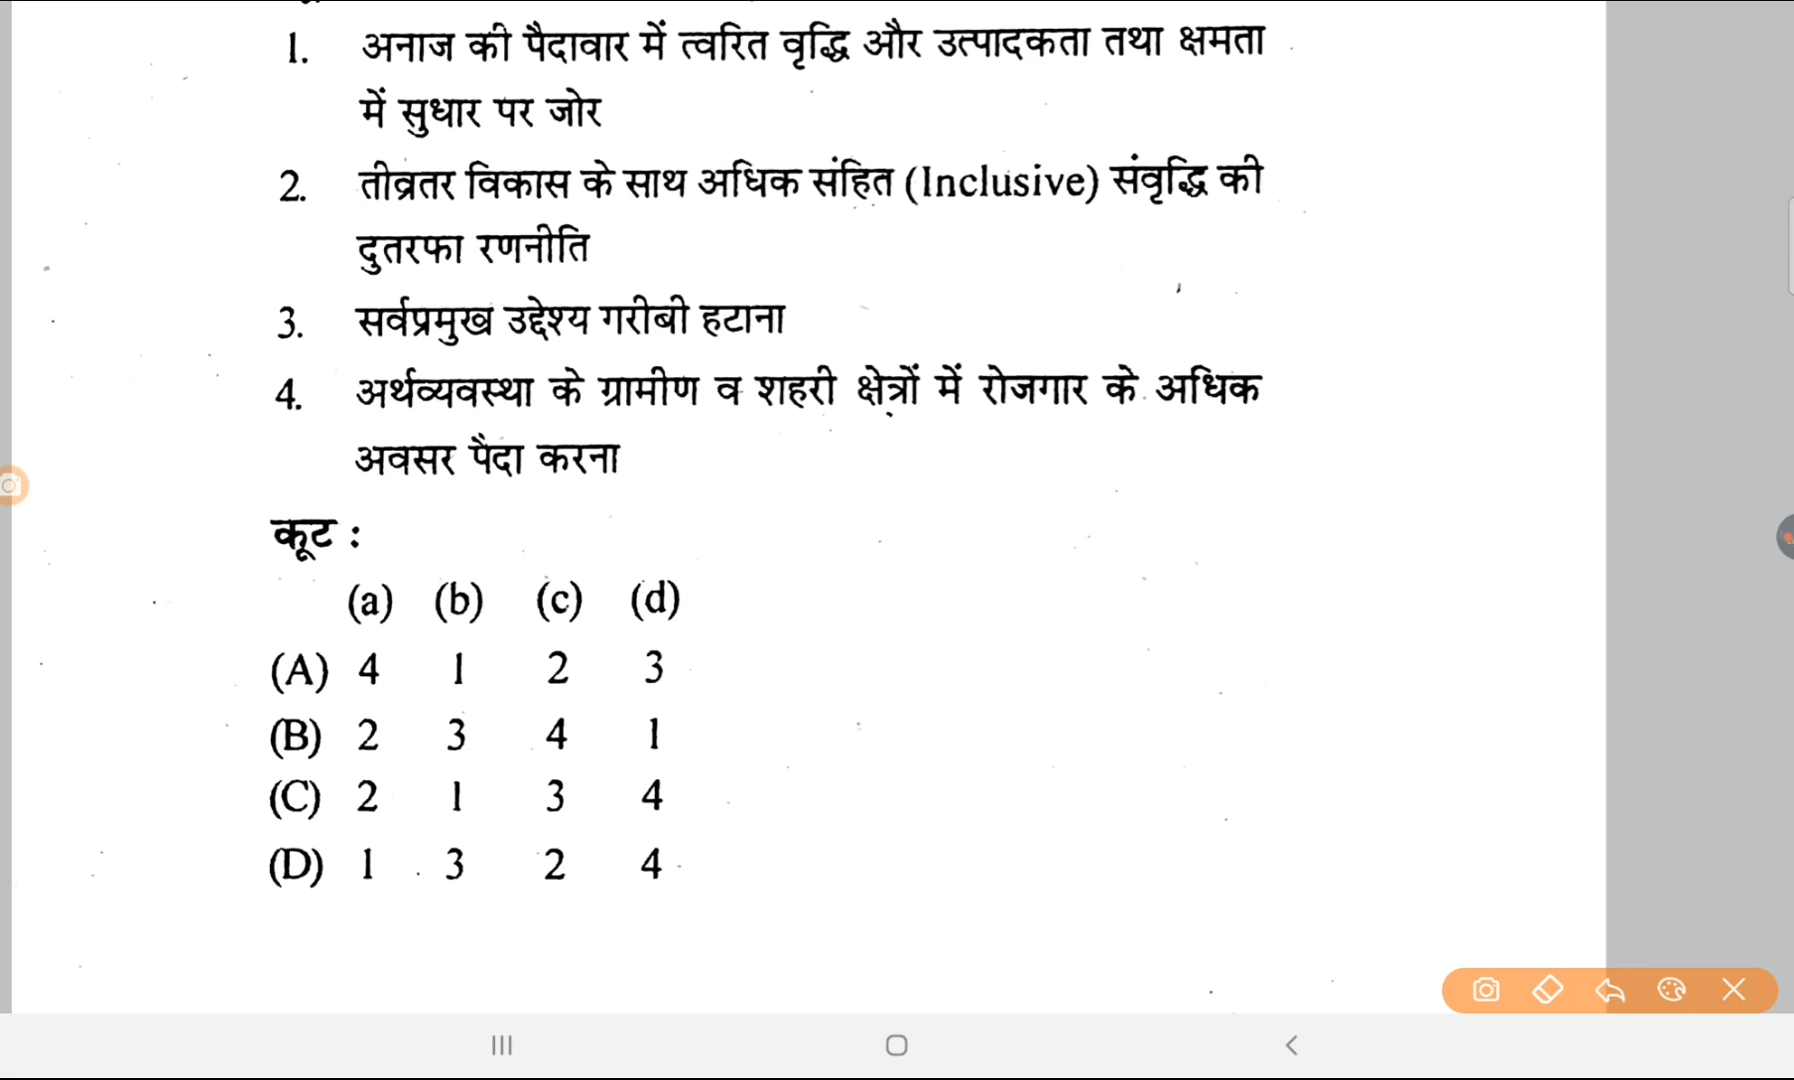 1. अनाज की पैदावार में त्वरित वृद्धि और उत्पादकता तथा क्षमता
में सुधार पर जोर
2. तीव्रतर विकास के साथ अधिक संहित (Inclusive) संवृद्धि की
दुतरफा रणनीति
3. सर्वप्रमुख उद्देश्य गरीबी हटाना
4. अर्थव्यवस्था के ग्रामीण व शहरी क्षेत्रों में रोजगार के अधिक
अवसर पैदा करना
कूट :
(a) (b) (c) (d)
(A) 4 1 2 3
(B) 2 3 4 1
(C) 2 1 3 4
(D) 1 3 2 4